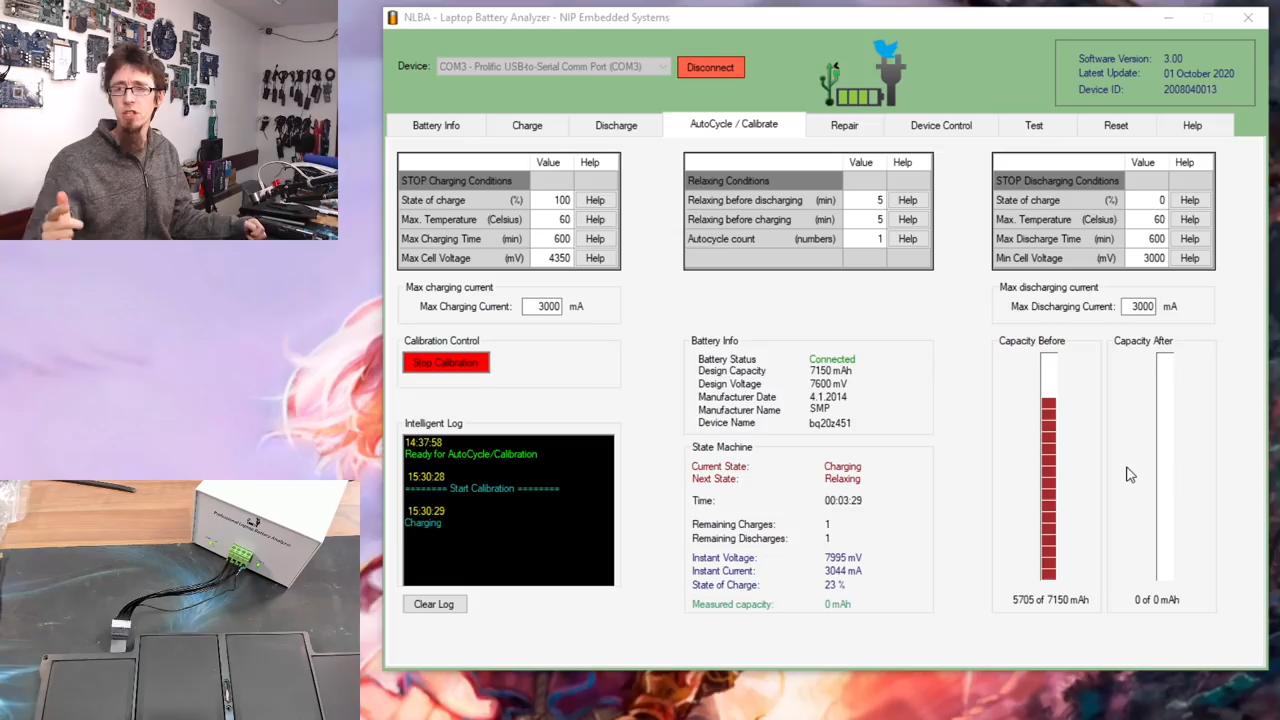 NLBA - Laptop Battery Analyzer - NIP Embedded Systems
Device: COM3 - Prolific USB-to-Serial Comm Port (COM3) Disconnect
Software Version: 3.00
Latest Update: 01 October 2020
Device ID: 2008040013
Battery Info Charge Discharge AutoCycle / Calibrate Repair Device Control Test Reset Help
Value Help
STOP Charging Conditions
State of charge (%) 100 Help
Max. Temperature (Celsius) 60 Help
Max Charging Time (min) 600 Help
Max Cell Voltage (mV) 4350 Help
Value Help
Relaxing Conditions
Relaxing before discharging (min) 5 Help
Relaxing before charging (min) 5 Help
Autocycle count (numbers) 1 Help
Value Help
STOP Discharging Conditions
State of charge (%) 0 Help
Max. Temperature (Celsius) 60 Help
Max Discharge Time (min) 600 Help
Min Cell Voltage (mV) 3000 Help
Max charging current
Max Charging Current: 3000 mA
Max discharging current
Max Discharging Current: 3000 mA
Calibration Control
Stop Calibration
Intelligent Log
14:37:58
Ready for AutoCycle/Calibration
15:30:28
======== Start Calibration ========
15:30:29
Charging
Clear Log
Battery Info
Battery Status Connected
Design Capacity 7150 mAh
Design Voltage 7600 mV
Manufacturer Date 4.1.2014
Manufacturer Name SMP
Device Name bq20z451
State Machine
Current State: Charging
Next State: Relaxing
Time: 00:03:29
Remaining Charges: 1
Remaining Discharges: 1
Instant Voltage: 7995 mV
Instant Current: 3044 mA
State of Charge: 23 %
Measured capacity: 0 mAh
Capacity Before
5705 of 7150 mAh
Capacity After
0 of 0 mAh
Professional Laptop Battery Analyzer